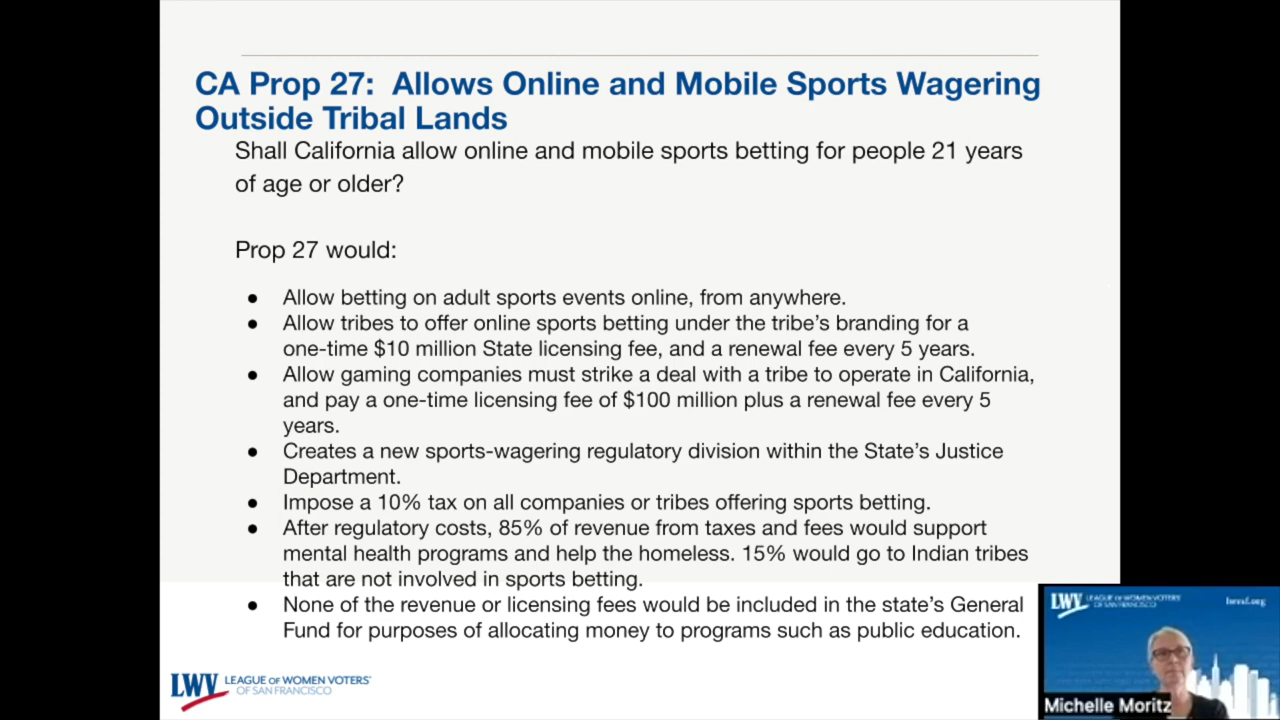 CA Prop 27: Allows Online and Mobile Sports Wagering
Outside Tribal Lands
Shall California allow online and mobile sports betting for people 21 years
of age or older?
Prop 27 would:
● Allow betting on adult sports events online, from anywhere.
● Allow tribes to offer online sports betting under the tribe's branding for a
one-time $10 million State licensing fee, and a renewal fee every 5 years.
● Allow gaming companies must strike a deal with a tribe to operate in California,
and pay a one-time licensing fee of $100 million plus a renewal fee every 5
years.
● Creates a new sports-wagering regulatory division within the State's Justice
Department.
● Impose a 10% tax on all companies or tribes offering sports betting.
● After regulatory costs, 85% of revenue from taxes and fees would support
mental health programs and help the homeless. 15% would go to Indian tribes
that are not involved in sports betting.
● None of the revenue or licensing fees would be included in the state's General
Fund for purposes of allocating money to programs such as public education.
LWV LEAGUE OF WOMEN VOTERS®
OF SAN FRANCISCO
LWV LEAGUE OF WOMEN VOTERS®
OF SAN FRANCISCO
lwvsf.org
Michelle Moritz